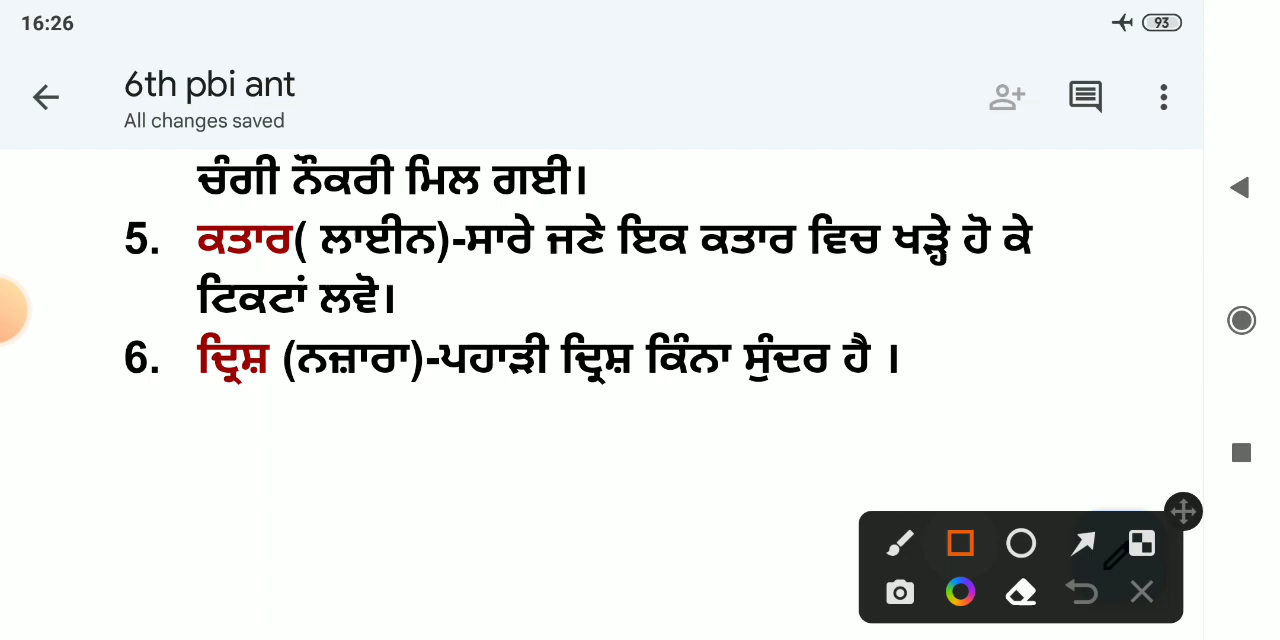 16:26
93
6th pbi ant
All changes saved
ਚੰਗੀ ਨੌਕਰੀ ਮਿਲ ਗਈ।
5. ਕਤਾਰ( ਲਾਈਨ)-ਸਾਰੇ ਜਣੇ ਇਕ ਕਤਾਰ ਵਿਚ ਖੜ੍ਹੇ ਹੋ ਕੇ
ਟਿਕਟਾਂ ਲਵੋ।
6. ਦ੍ਰਿਸ਼ (ਨਜ਼ਾਰਾ)-ਪਹਾੜੀ ਦ੍ਰਿਸ਼ ਕਿੰਨਾ ਸੁੰਦਰ ਹੈ ।